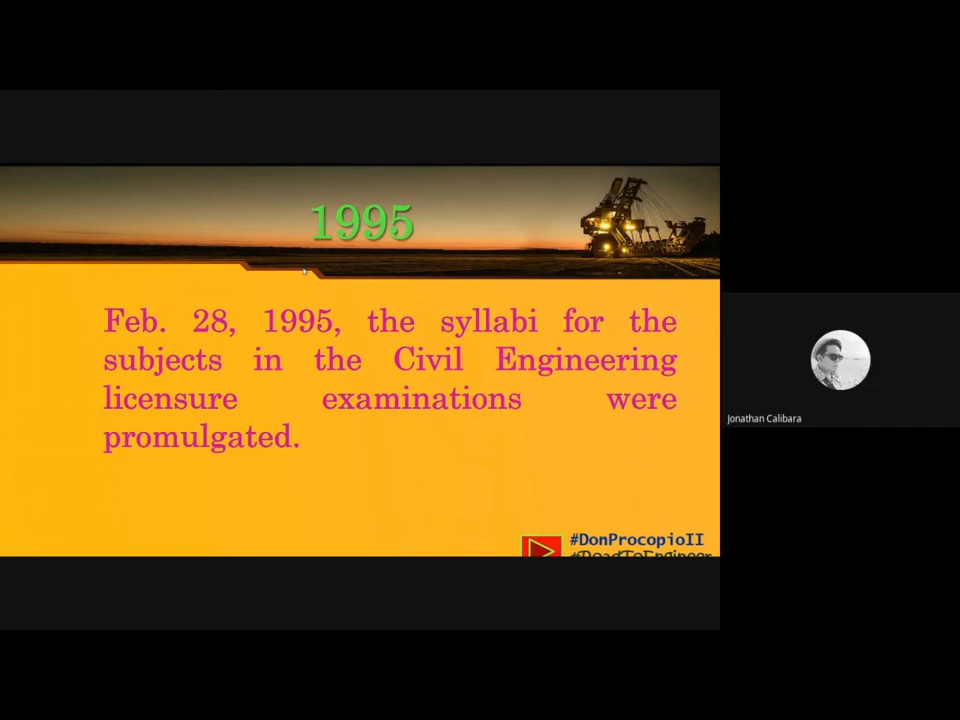 1995
Feb. 28, 1995, the syllabi for the
subjects in the Civil Engineering
licensure examinations were
promulgated.
#DonProcopioII
#RoadToEngineer
Jonathan Calibara